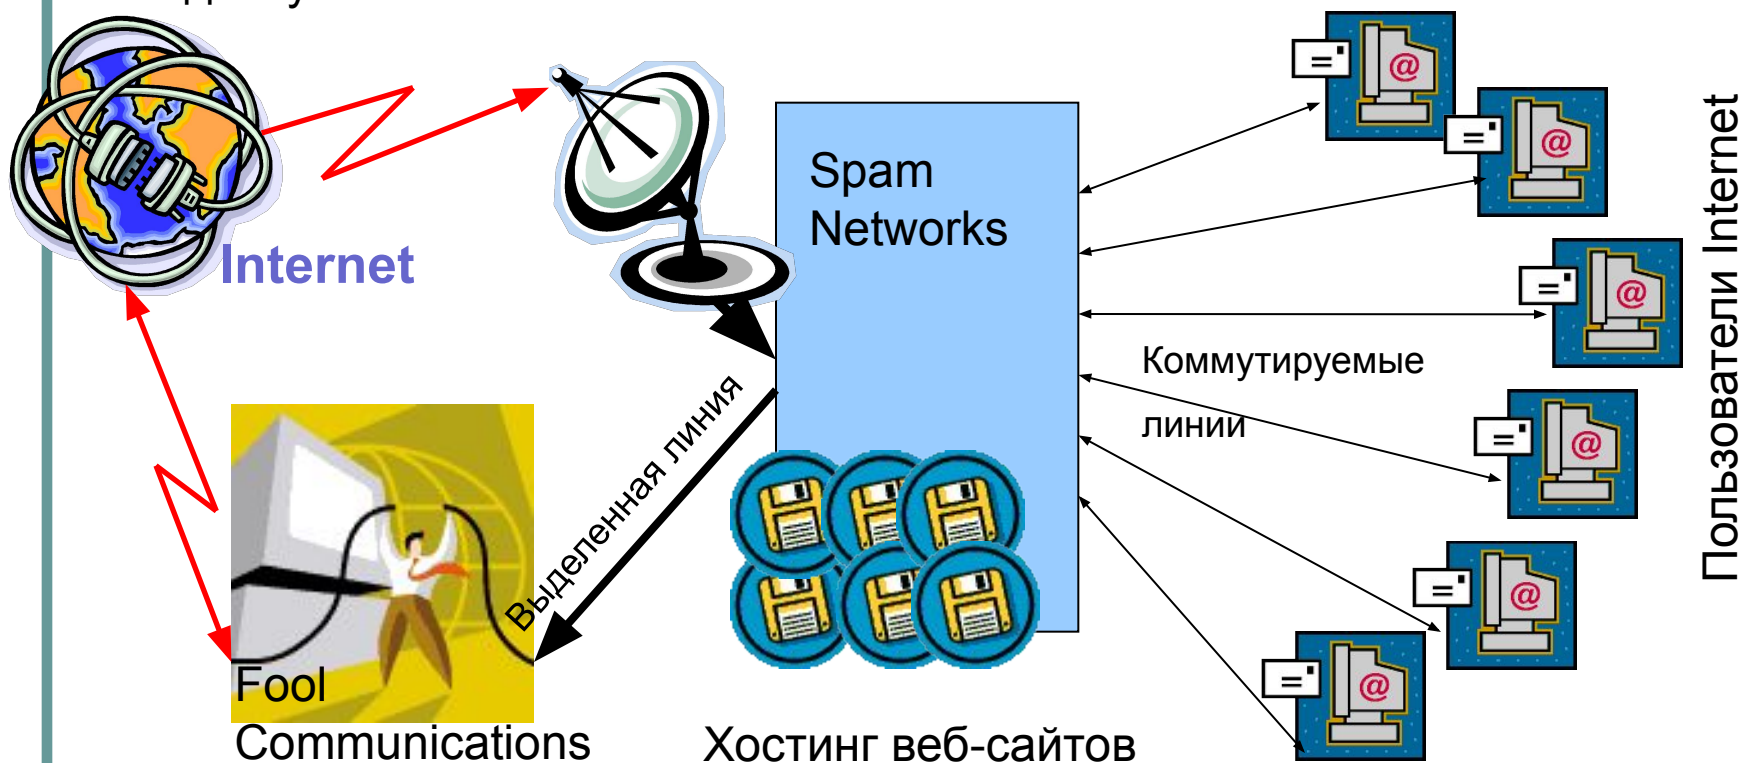 Internet
Spam
Networks
Коммутируемые
линии
Выделенная линия
Fool
Communications
Хостинг веб-сайтов
Пользователи Internet
@
@
@
@
@
@